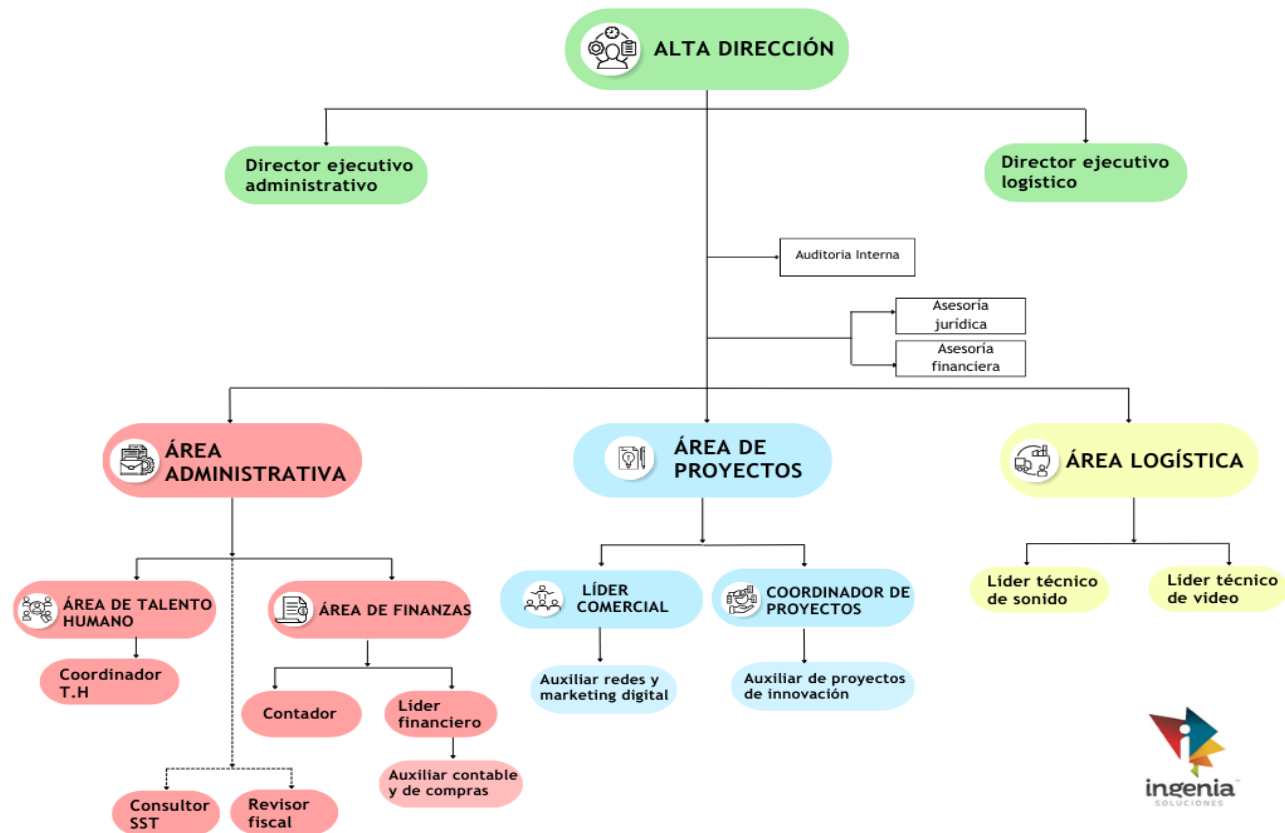 ALTA DIRECCIÓN
Director ejecutivo
administrativo
Director ejecutivo
logístico
Auditoria Interna
Asesoría
jurídica
Asesoría
financiera
ÁREA
ADMINISTRATIVA
ÁREA DE
PROYECTOS
ÁREA LOGÍSTICA
ÁREA DE TALENTO
HUMANO
ÁREA DE FINANZAS
LÍDER
COMERCIAL
COORDINADOR DE
PROYECTOS
Líder técnico
de sonido
Líder técnico
de video
Coordinador
T.H
Contador
Líder
financiero
Auxiliar redes y
marketing digital
Auxiliar de proyectos
de innovación
Auxiliar contable
y de compras
Consultor
SST
Revisor
fiscal
ingenia
SOLUCIONES